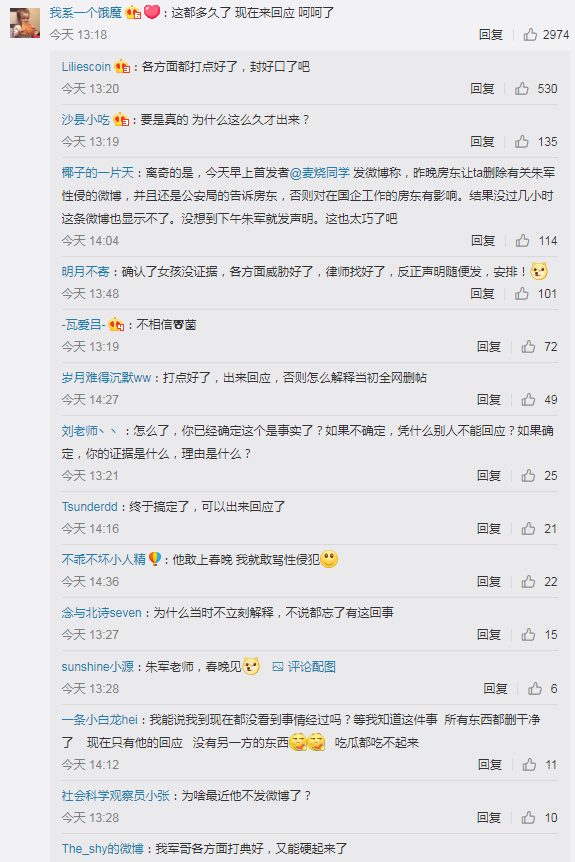 我系一个饿魔：这都多久了 现在来回应 呵呵了
今天 13:18 回复 2974
Liliescoin：各方面都打点好了，封好口了吧
今天 13:20 回复 530
沙县小吃：要是真的 为什么这么久才出来？
今天 13:19 回复 135
椰子的一片天：离奇的是，今天早上首发者@麦烧同学 发微博称，昨晚房东让ta删除有关朱军
性侵的微博，并且还是公安局的告诉房东，否则对在国企工作的房东有影响。结果没过几小时
这条微博也显示不了。没想到下午朱军就发声明。这也太巧了吧
今天 14:04 回复 114
明月不寄：确认了女孩没证据，各方面威胁好了，律师找好了，反正声明随便发，安排！
今天 13:48 回复 101
-瓦爱吕-：不相信菌
今天 13:19 回复 72
岁月难得沉默ww：打点好了，出来回应，否则怎么解释当初全网删帖
今天 14:27 回复 49
刘老师丶丶：怎么了，你已经确定这个是事实了？如果不确定，凭什么别人不能回应？如果确
定，你的证据是什么，理由是什么？
今天 13:21 回复 25
Tsunderdd：终于搞定了，可以出来回应了
今天 14:16 回复 21
不乖不坏小人精：他敢上春晚 我就敢骂性侵犯
今天 14:36 回复 22
念与北诗seven：为什么当时不立刻解释，不说都忘了有这回事
今天 13:27 回复 15
sunshine小源：朱军老师，春晚见 评论配图
今天 13:28 回复 6
一条小白龙hei：我能说我到现在都没看到事情经过吗？等我知道这件事 所有东西都删干净
了 现在只有他的回应 没有另一方的东西 吃瓜都吃不起来
今天 14:12 回复 11
社会科学观察员小张：为啥最近他不发微博了？
今天 13:28 回复 10
The_shy的微博：我军哥各方面打典好，又能硬起来了